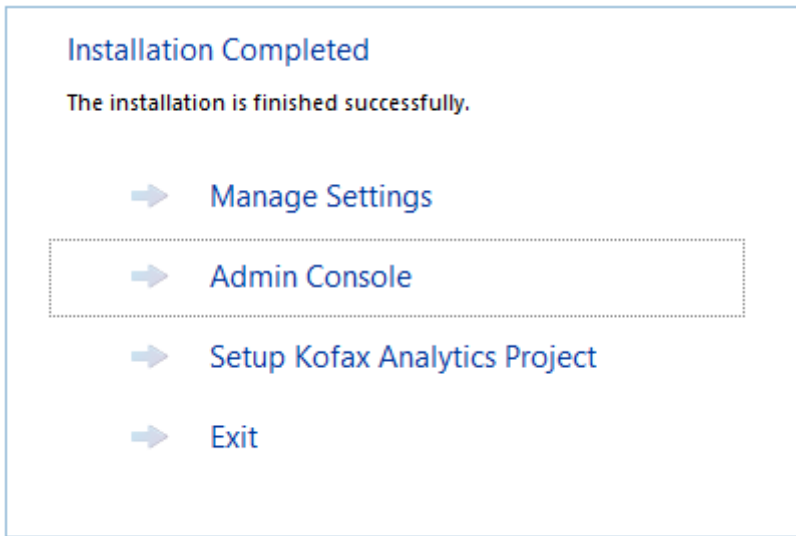 Installation Completed
The installation is finished successfully.
Manage Settings
Admin Console
Setup Kofax Analytics Project
Exit